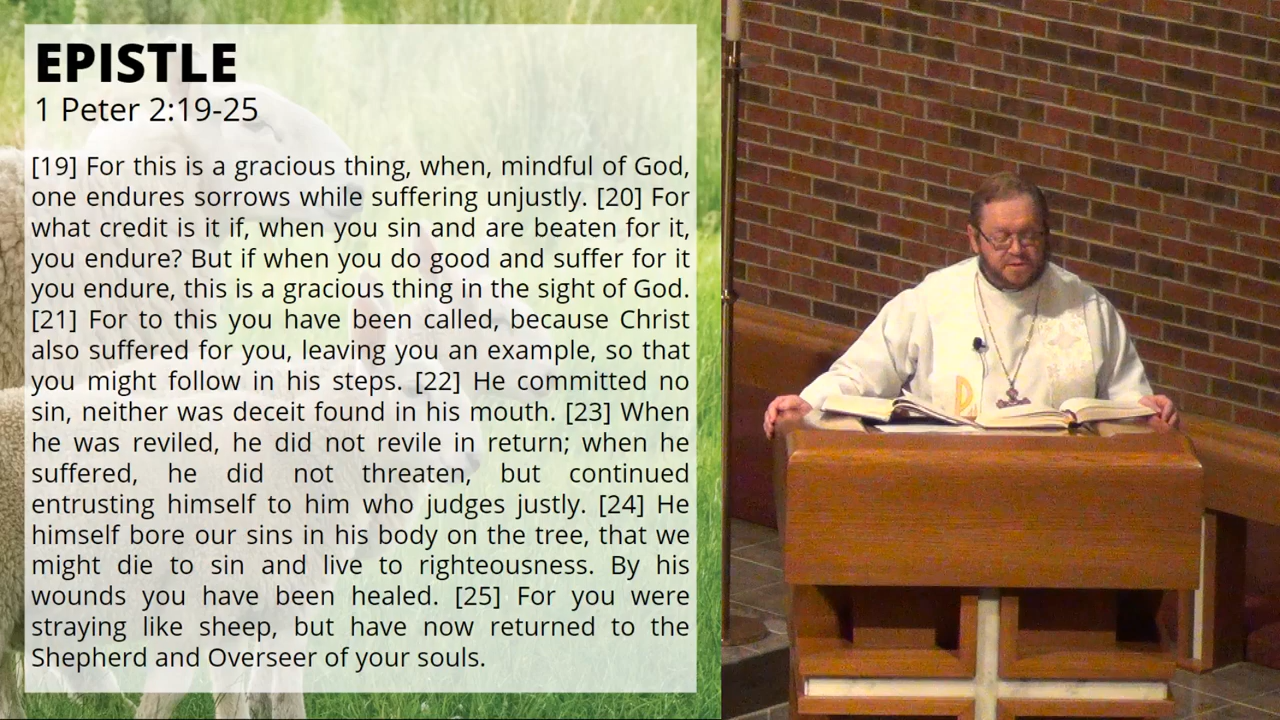 EPISTLE
1 Peter 2:19-25
[19] For this is a gracious thing, when, mindful of God,
one endures sorrows while suffering unjustly. [20] For
what credit is it if, when you sin and are beaten for it,
you endure? But if when you do good and suffer for it
you endure, this is a gracious thing in the sight of God.
[21] For to this you have been called, because Christ
also suffered for you, leaving you an example, so that
you might follow in his steps. [22] He committed no
sin, neither was deceit found in his mouth. [23] When
he was reviled, he did not revile in return; when he
suffered, he did not threaten, but continued
entrusting himself to him who judges justly. [24] He
himself bore our sins in his body on the tree, that we
might die to sin and live to righteousness. By his
wounds you have been healed. [25] For you were
straying like sheep, but have now returned to the
Shepherd and Overseer of your souls.